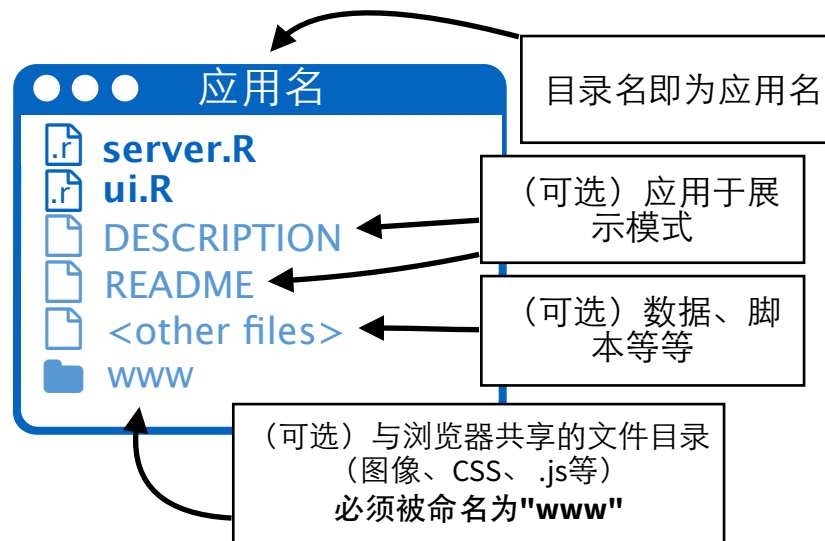 目录名即为应用名
应用名
.r server.R
.r ui.R
（可选）应用于展
示模式
DESCRIPTION
README
（可选）数据、脚
本等等
<other files>
www
（可选）与浏览器共享的文件目录
（图像、CSS、.js等）
必须被命名为"www"